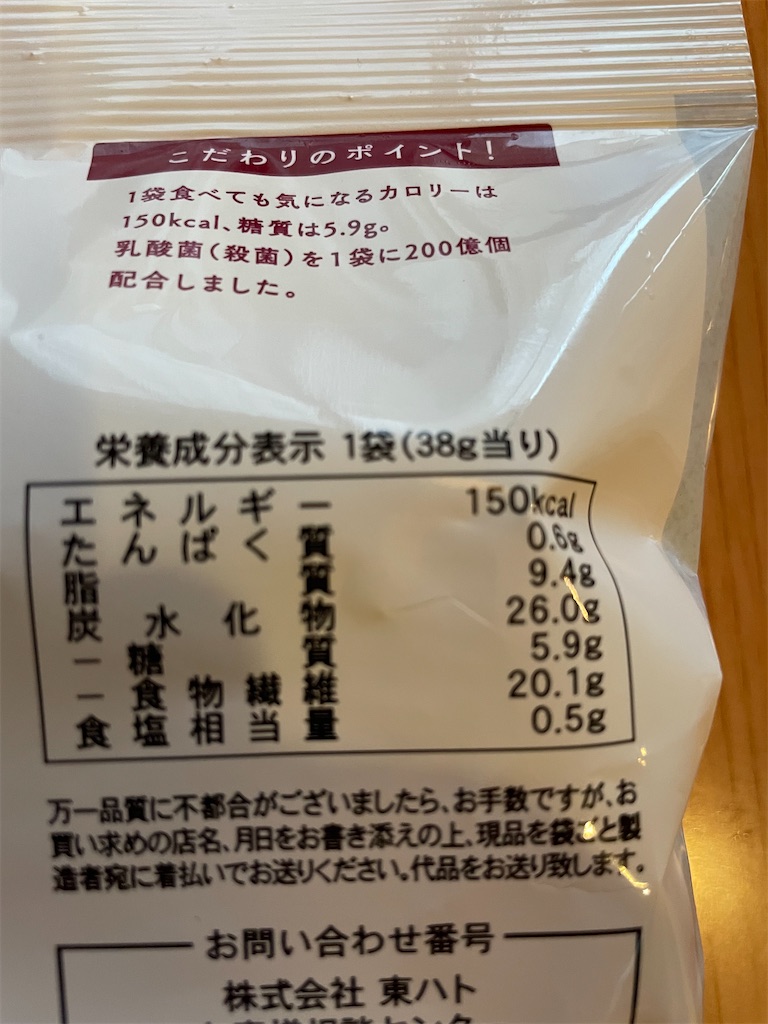 こだわりのポイント!
1袋食べても気になるカロリーは
150kcal、糖質は5.9g。
乳酸菌(殺菌)を1袋に200億個
配合しました。
栄養成分表示 1袋(38g当り)
エネルギー 150kcal
たんぱく質 0.6g
脂質 9.4g
炭水化物 26.0g
－糖質 5.9g
－食物繊維 20.1g
食塩相当量 0.5g
万一品質に不都合がございましたら、お手数ですが、お
買い求めの店名、月日をお書き添えの上、現品を袋ごと製
造者宛に着払いでお送りください。代品をお送り致します。
お問い合わせ番号
株式会社 東ハト